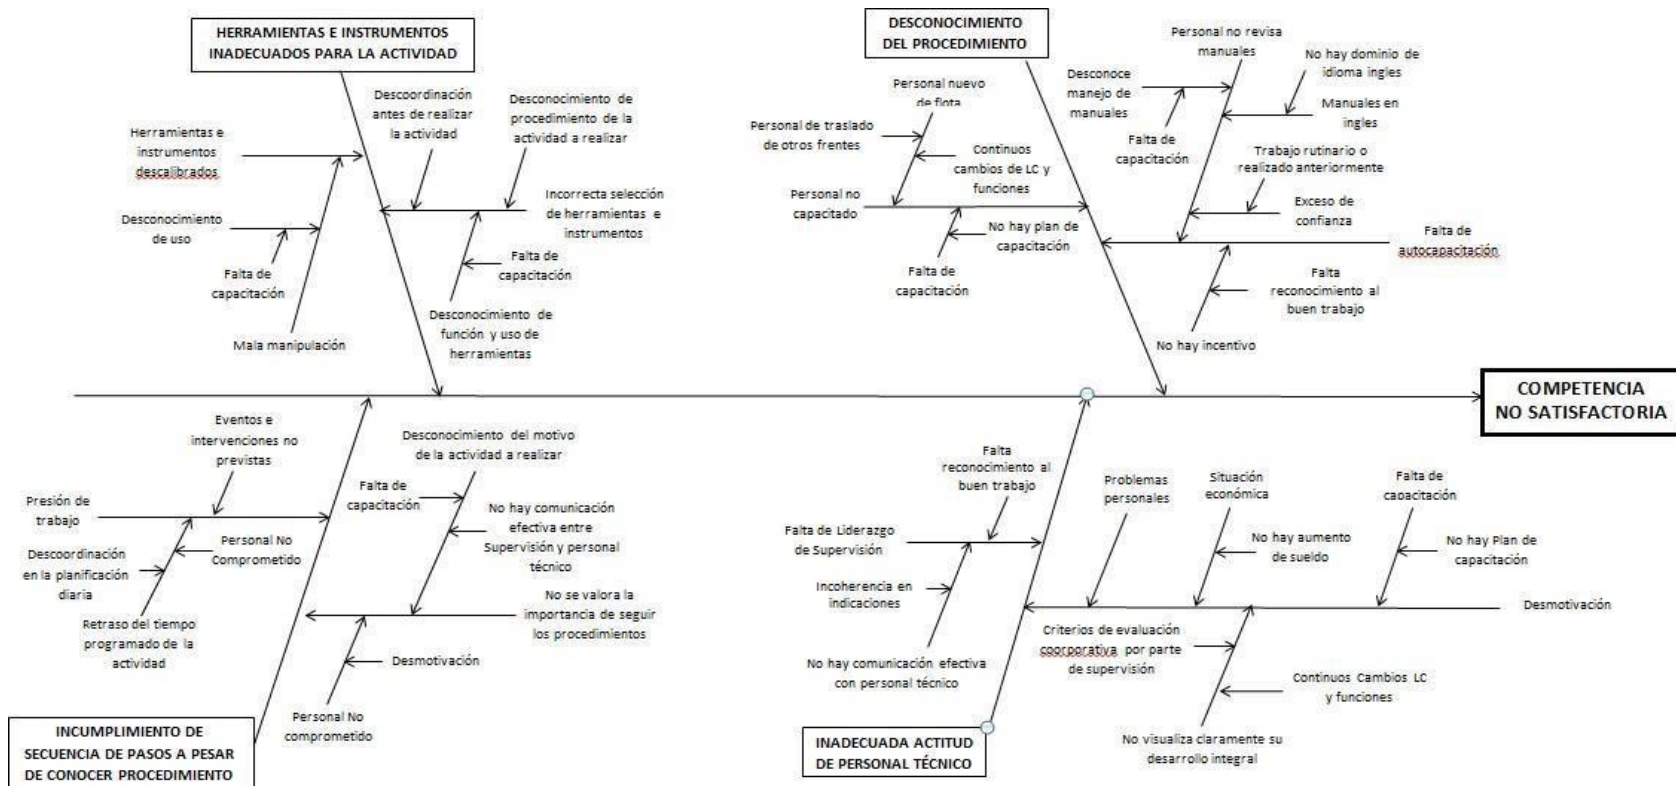 HERRAMIENTAS E INSTRUMENTOS
INADECUADOS PARA LA ACTIVIDAD
Descoordinación
antes de realizar
la actividad
Desconocimiento de
procedimiento de la
actividad a realizar
Herramientas e
instrumentos
descalibrados
Desconocimiento
de uso
Falta de
capacitación
Mala manipulación
Incorrecta selección
de herramientas e
instrumentos
Falta de
capacitación
Desconocimiento de
función y uso de
herramientas
DESCONOCIMIENTO
DEL PROCEDIMIENTO
Personal nuevo
de flota
Personal de traslado
de otros frentes
Continuos
cambios de LC y
funciones
Personal no
capacitado
No hay plan de
capacitación
Falta de
capacitación
Personal no revisa
manuales
No hay dominio de
idioma ingles
Desconoce
manejo de
manuales
Manuales en
ingles
Falta de
capacitación
Trabajo rutinario o
realizado anteriormente
Exceso de
confianza
Falta de
autocapacitación
Falta
reconocimiento al
buen trabajo
No hay incentivo
COMPETENCIA
NO SATISFACTORIA
Eventos e
intervenciones no
previstas
Presión de
trabajo
Personal No
Comprometido
Descoordinación
en la planificación
diaria
Retraso del tiempo
programado de la
actividad
Desconocimiento del motivo
de la actividad a realizar
Falta de
capacitación
No hay comunicación
efectiva entre
Supervisión y personal
técnico
No se valora la
importancia de seguir
los procedimientos
Desmotivación
Personal No
comprometido
INCUMPLIMIENTO DE
SECUENCIA DE PASOS A PESAR
DE CONOCER PROCEDIMIENTO
Falta
reconocimiento al
buen trabajo
Falta de Liderazgo
de Supervisión
Incoherencia en
indicaciones
No hay comunicación efectiva
con personal técnico
Problemas
personales
Situación
económica
No hay aumento
de sueldo
Falta de
capacitación
No hay Plan de
capacitación
Desmotivación
Criterios de evaluación
coorporativa por parte
de supervisión
Continuos Cambios LC
y funciones
No visualiza claramente su
desarrollo integral
INADECUADA ACTITUD
DE PERSONAL TÉCNICO